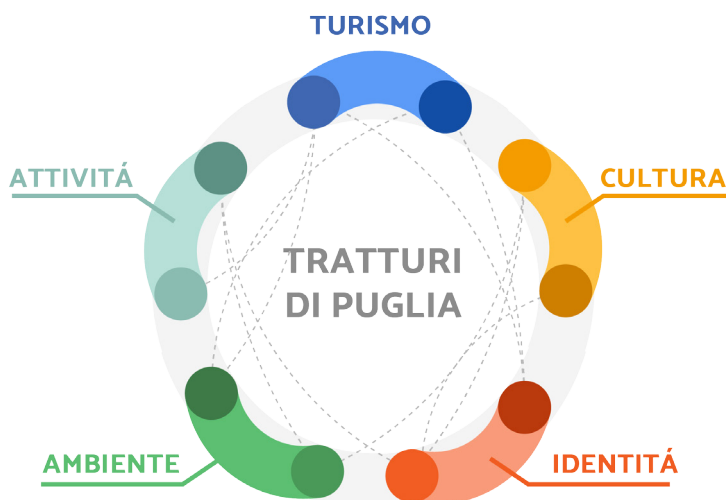 TURISMO
ATTIVITÁ
CULTURA
TRATTURI
DI PUGLIA
AMBIENTE
IDENTITÁ